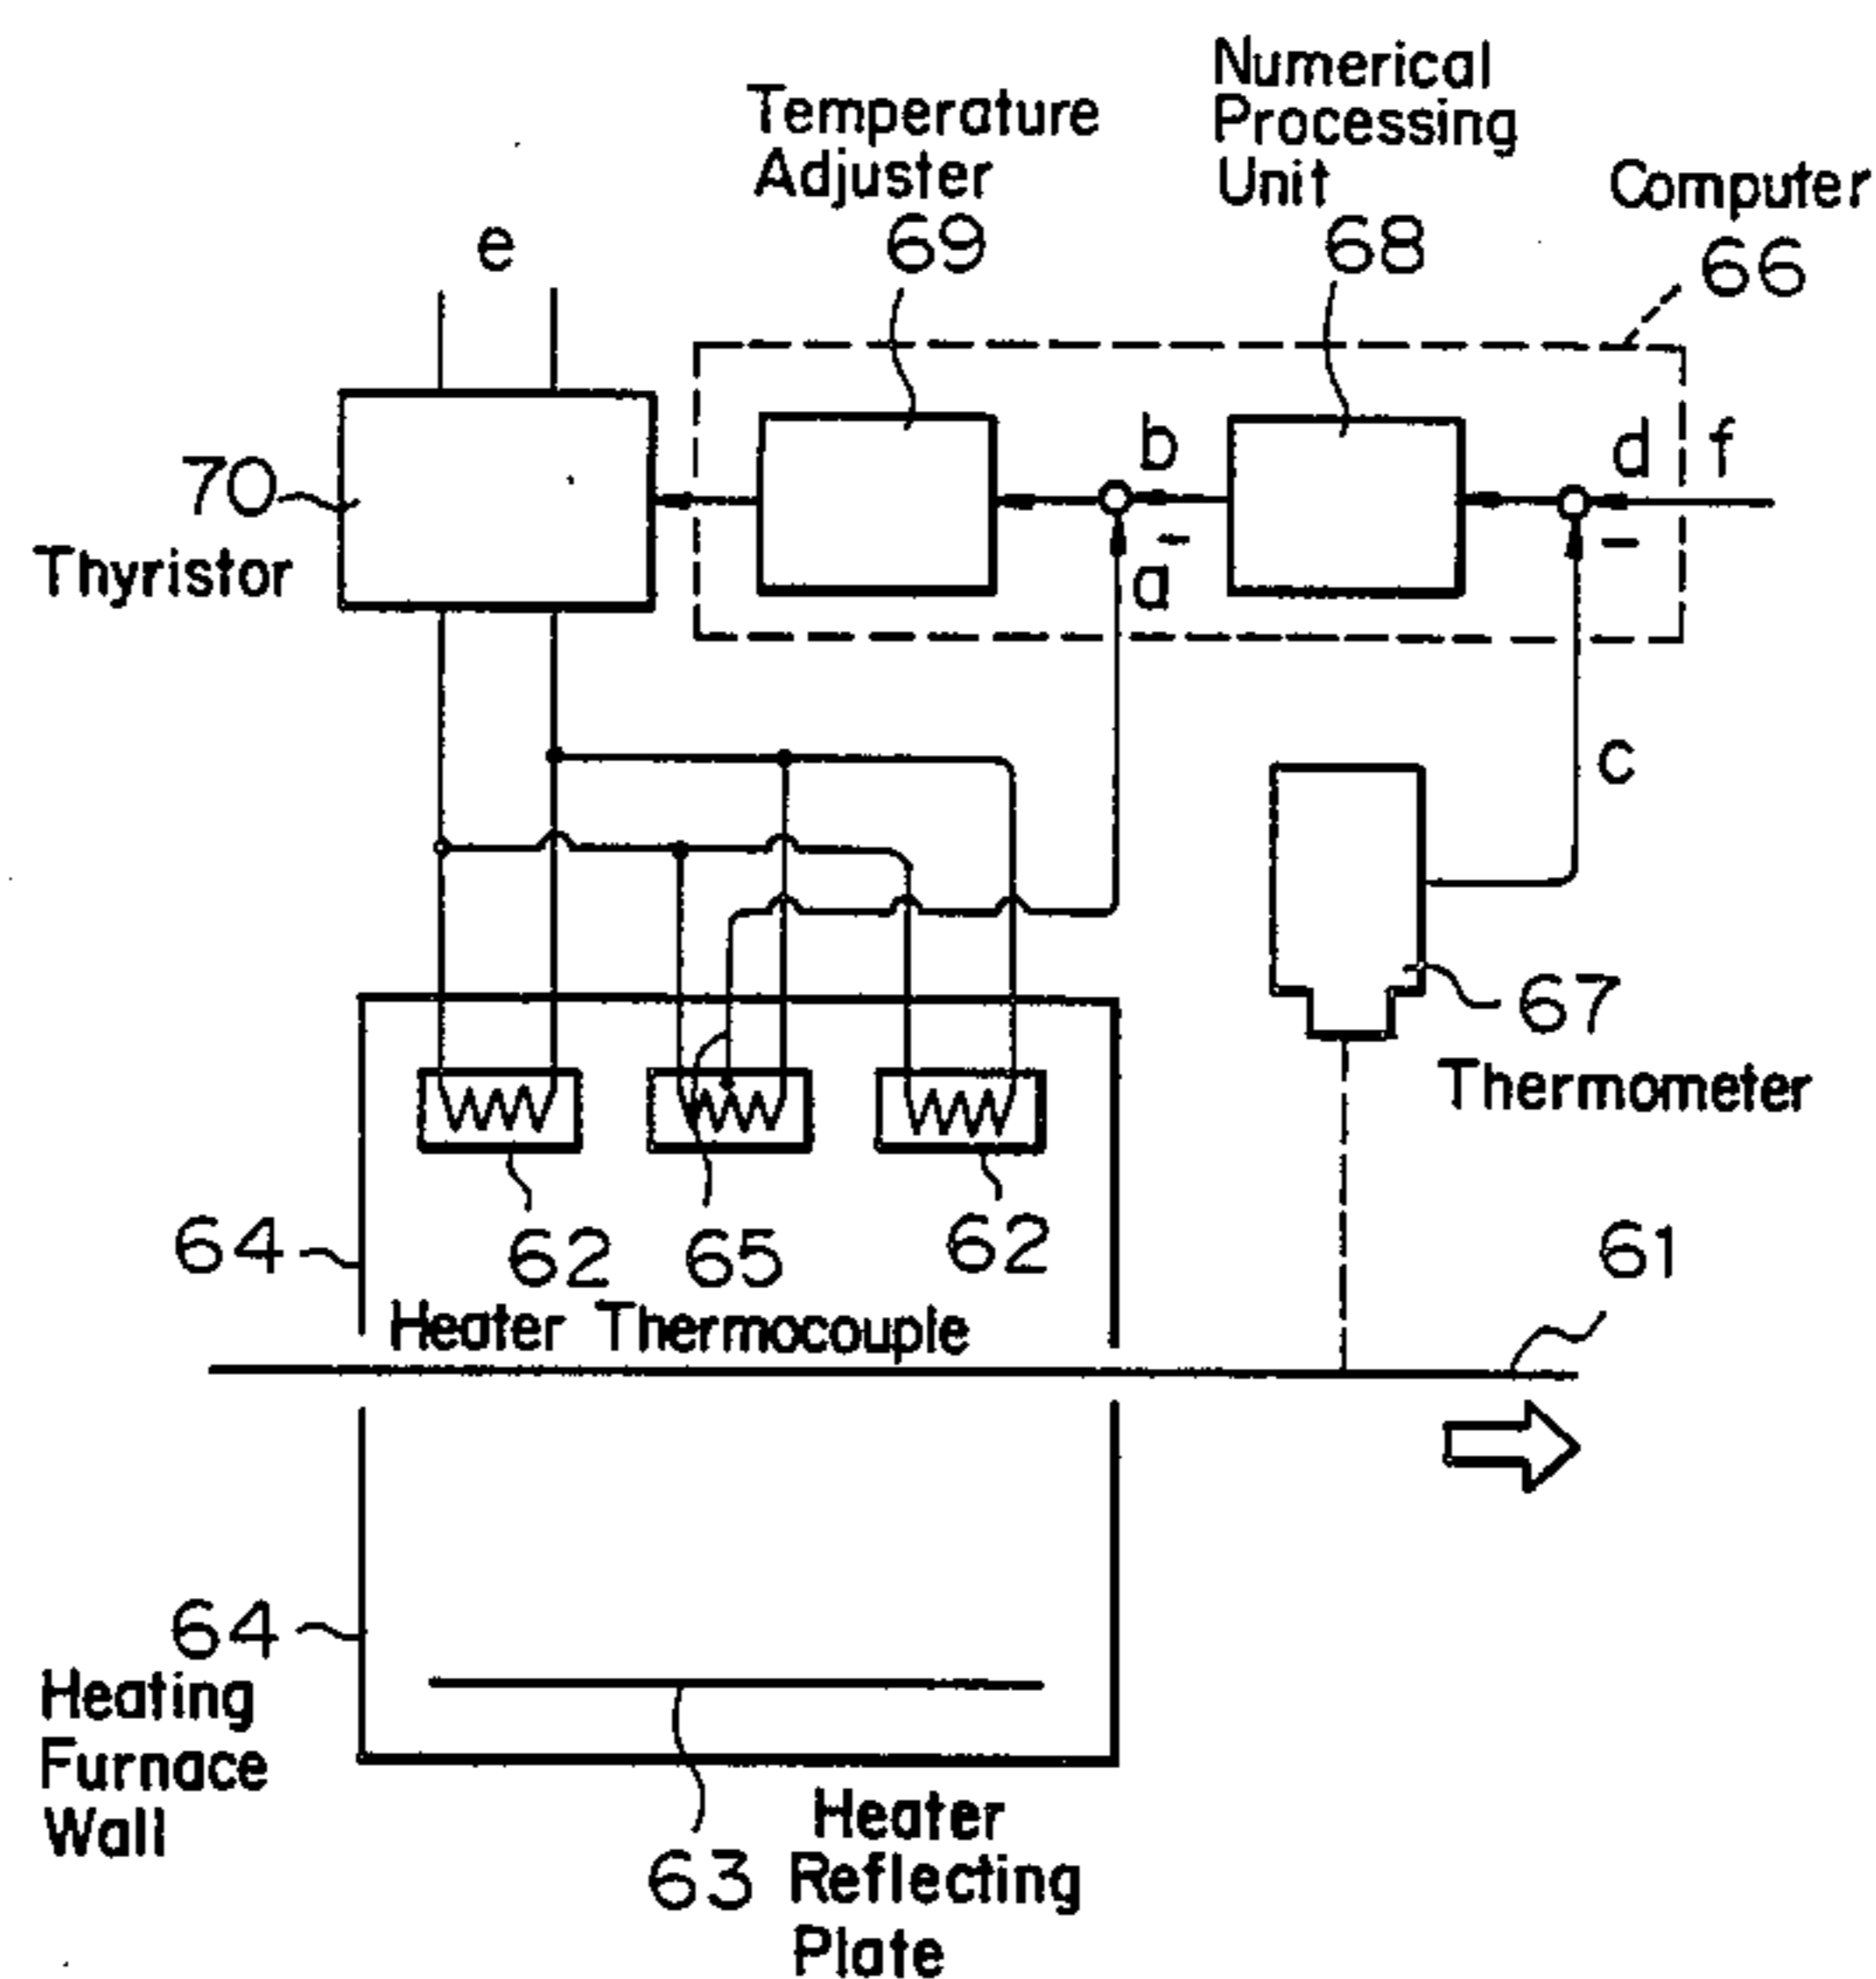 Numerical
Processing
Unit
Temperature
Adjuster
Computer
e
69
68
66
b
d
f
70
-
a
-
Thyristor
c
67
Thermometer
64
62
65
62
61
Heater Thermocouple
64
Heating
Furnace
Wall
63
Heater
Reflecting
Plate